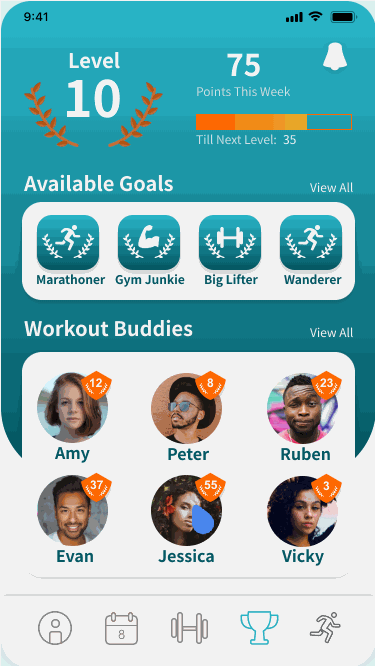 9:41
Level
10
75
Points This Week
Till Next Level: 35
Available Goals
View All
Marathoner
Gym Junkie
Big Lifter
Wanderer
Workout Buddies
View All
12
8
23
Amy
Peter
Ruben
37
55
3
Evan
Jessica
Vicky
8